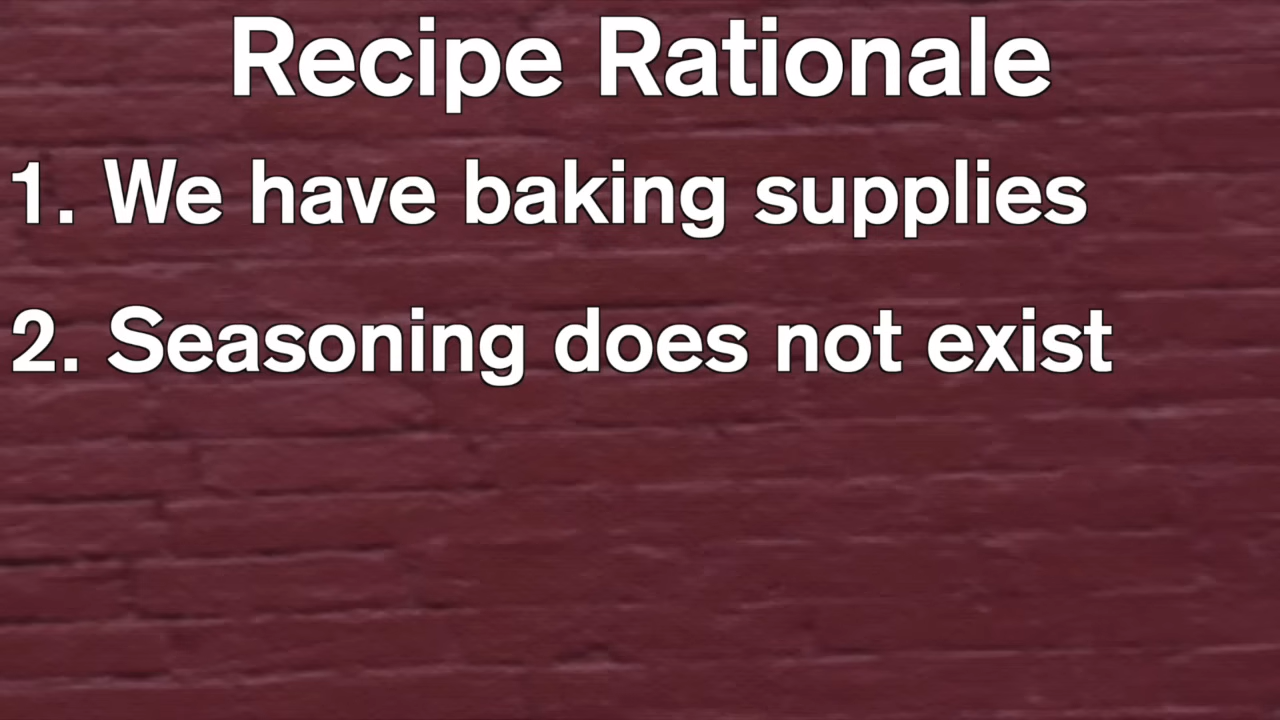 Recipe Rationale
1. We have baking supplies
2. Seasoning does not exist